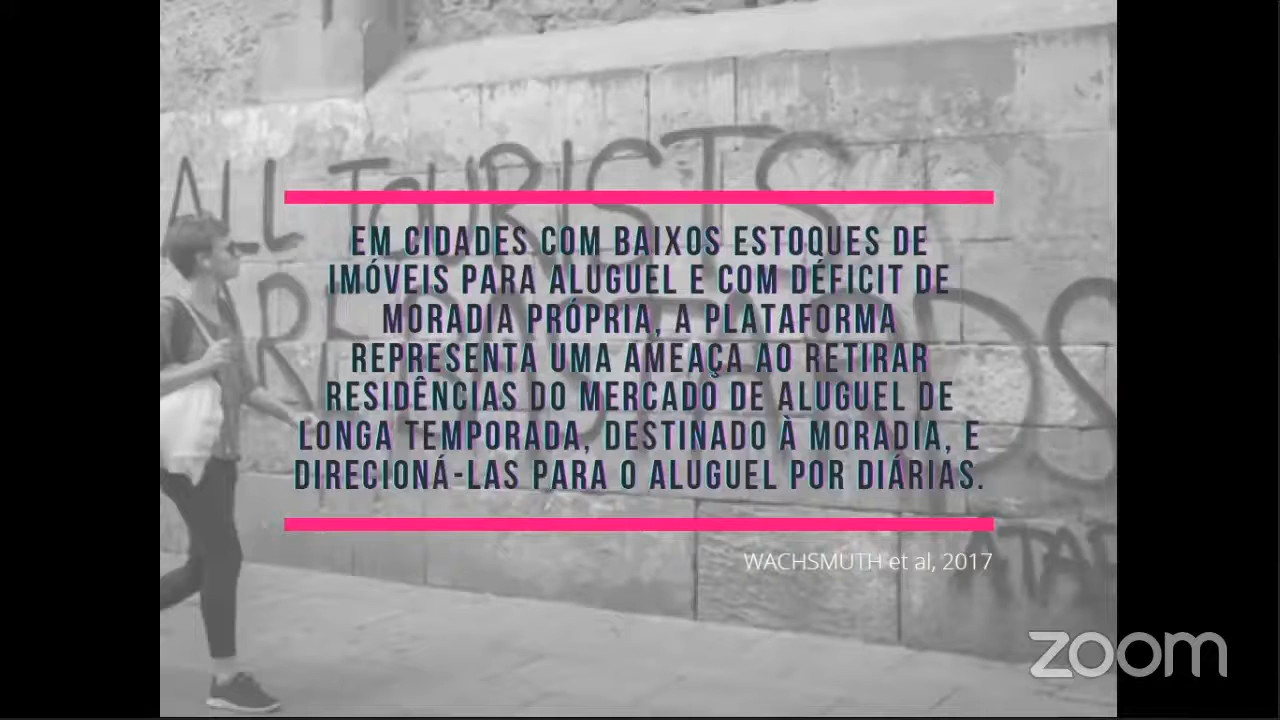 ALL TOURISTS
ARE BASTARDS
EM CIDADES COM BAIXOS ESTOQUES DE
IMÓVEIS PARA ALUGUEL E COM DÉFICIT DE
MORADIA PRÓPRIA, A PLATAFORMA
REPRESENTA UMA AMEAÇA AO RETIRAR
RESIDÊNCIAS DO MERCADO DE ALUGUEL DE
LONGA TEMPORADA, DESTINADO À MORADIA, E
DIRECIONÁ-LAS PARA O ALUGUEL POR DIÁRIAS.
WACHSMUTH et al, 2017
zoom